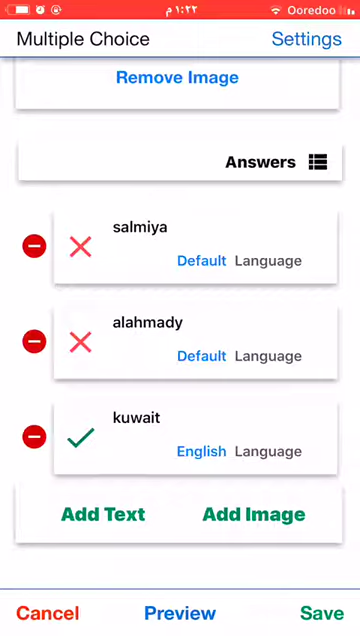 ١:٢٢ م
Ooredoo
Multiple Choice
Settings
Remove Image
Answers
salmiya
Default Language
alahmady
Default Language
kuwait
English Language
Add Text
Add Image
Cancel
Preview
Save